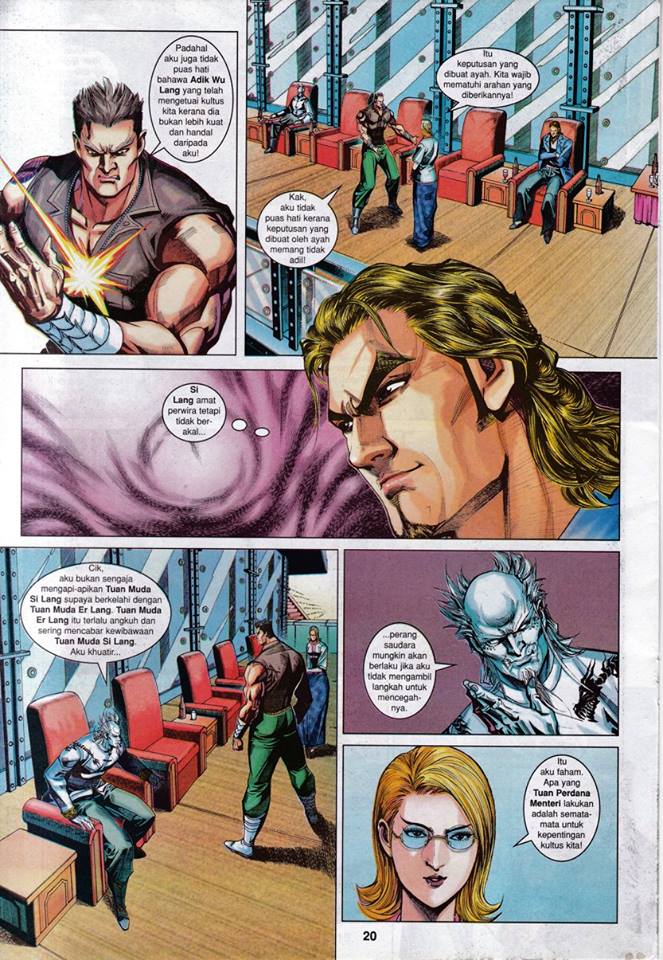 Padahal
aku juga tidak
puas hati
bahawa Adik Wu
Lang yang telah
mengetuai kultus
kita kerana dia
bukan lebih kuat
dan handal
daripada
aku!
Itu
keputusan yang
dibuat ayah. Kita wajib
mematuhi arahan yang
diberikannya!
Kak,
aku tidak
puas hati kerana
keputusan yang
dibuat oleh ayah
memang tidak
adil!
Si
Lang amat
perwira tetapi
tidak ber-
akal...
Cik,
aku bukan sengaja
mengapi-apikan Tuan Muda
Si Lang supaya berkelahi dengan
Tuan Muda Er Lang. Tuan Muda
Er Lang itu terlalu angkuh dan
sering mencabar kewibawaan
Tuan Muda Si Lang.
Aku khuatir...
...perang
saudara
mungkin akan
berlaku jika aku
tidak mengambil
langkah untuk
mencegah-
nya.
Itu
aku faham.
Apa yang
Tuan Perdana
Menteri lakukan
adalah semata-
mata untuk
kepentingan
kultus kita!
20